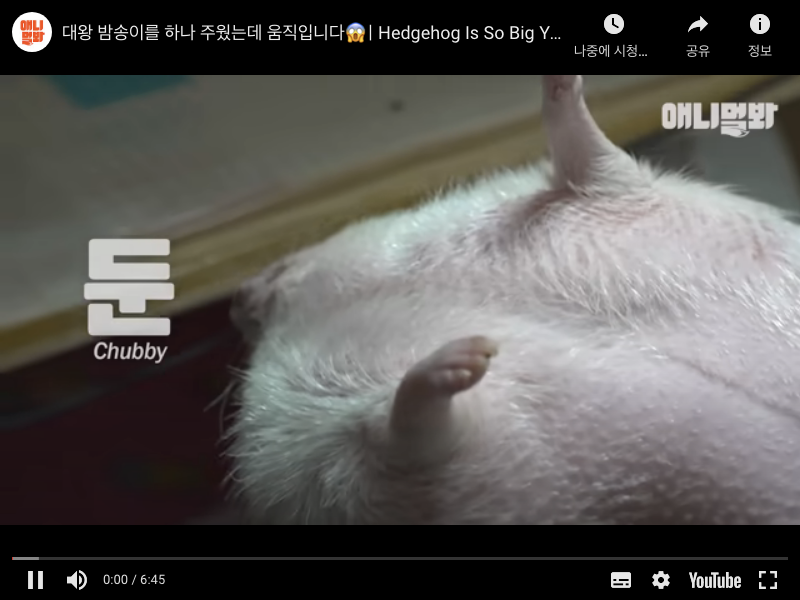 애니멀봐
대왕 밤송이를 하나 주웠는데 움직입니다😱 | Hedgehog Is So Big Y...
나중에 시청...
공유
정보
애니멀봐
둔
Chubby
0:00 / 6:45
YouTube